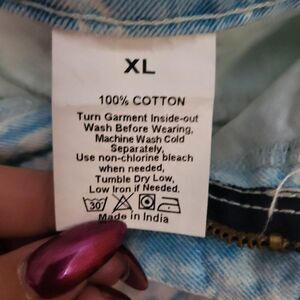 XL
100% COTTON
Turn Garment Inside-out
Wash Before Wearing,
Machine Wash Cold
Separately,
Use non-chlorine bleach
when needed,
Tumble Dry Low,
Low Iron if Needed.
30
Made in India